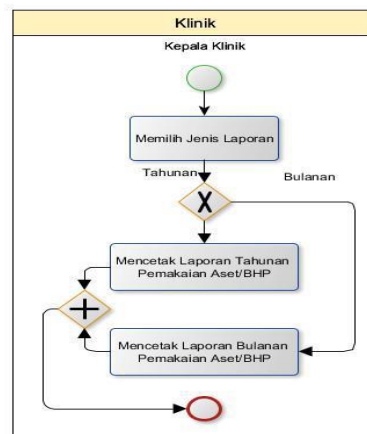 Klinik
Kepala Klinik
Memilih Jenis Laporan
Tahunan
Bulanan
X
Mencetak Laporan Tahunan
Pemakaian Aset/BHP
+
Mencetak Laporan Bulanan
Pemakaian Aset/BHP